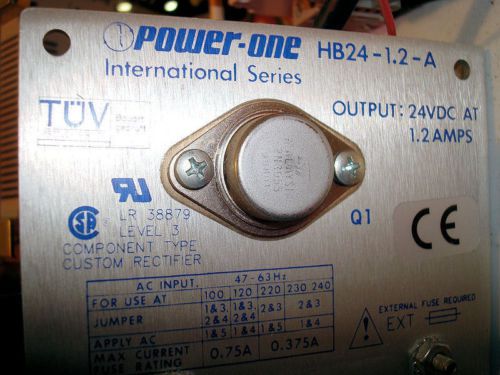 POWER-ONE HB24-1.2-A
International Series
TÜV Bauart geprüft
OUTPUT: 24VDC AT
1.2 AMPS
Q1
CE
LR 38879
LEVEL 3
COMPONENT TYPE
CUSTOM RECTIFIER
AC INPUT, 47-63Hz
FOR USE AT 100 120 220 230 240
JUMPER 1&3, 2&4 1&3, 2&4 2&3 2&3
APPLY AC 1&5 1&5 1&4
MAX CURRENT FUSE RATING 0.75A 0.375A
EXTERNAL FUSE REQUIRED
EXT